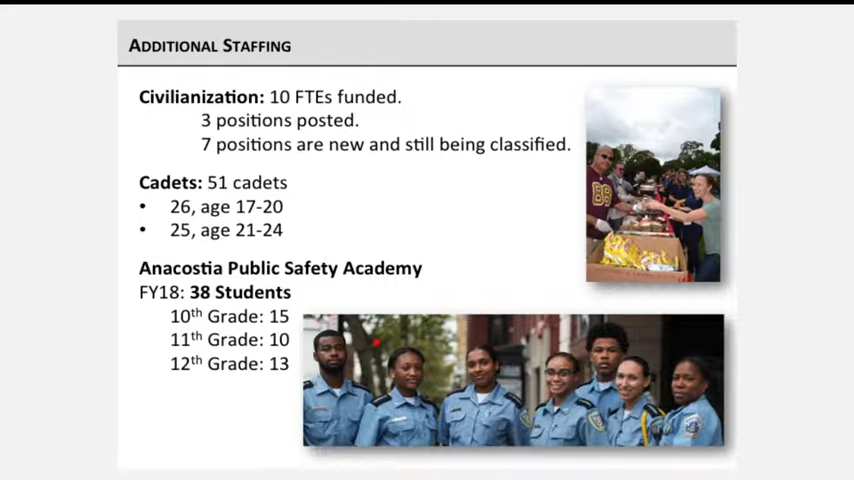 ADDITIONAL STAFFING
Civilianization: 10 FTEs funded.
3 positions posted.
7 positions are new and still being classified.
Cadets: 51 cadets
• 26, age 17-20
• 25, age 21-24
Anacostia Public Safety Academy
FY18: 38 Students
10th Grade: 15
11th Grade: 10
12th Grade: 13
89